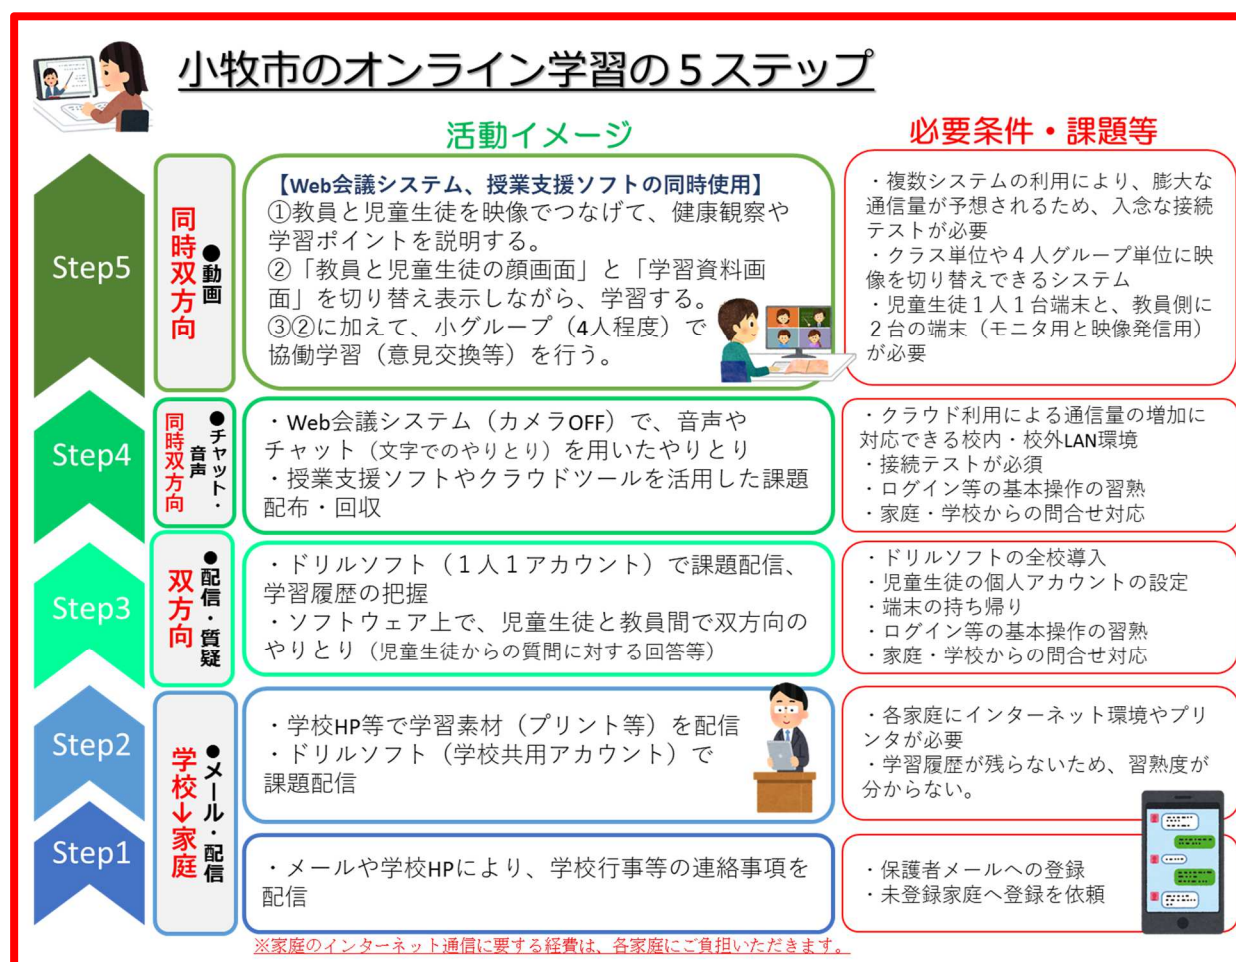 小牧市のオンライン学習の５ステップ
活動イメージ
必要条件・課題等
Step5
同時双方向
●動画
【Web会議システム、授業支援ソフトの同時使用】
①教員と児童生徒を映像でつなげて、健康観察や
学習ポイントを説明する。
②「教員と児童生徒の顔画面」と「学習資料画
面」を切り替え表示しながら、学習する。
③②に加えて、小グループ（4人程度）で
協働学習（意見交換等）を行う。
・複数システムの利用により、膨大な
通信量が予想されるため、入念な接続
テストが必要
・クラス単位や４人グループ単位に映
像を切り替えできるシステム
・児童生徒１人１台端末と、教員側に
２台の端末（モニタ用と映像発信用）
が必要
Step4
同時双方向
●チャット・
音声
・Web会議システム（カメラOFF）で、音声や
チャット（文字でのやりとり）を用いたやりとり
・授業支援ソフトやクラウドツールを活用した課題
配布・回収
・クラウド利用による通信量の増加に
対応できる校内・校外LAN環境
・接続テストが必須
・ログイン等の基本操作の習熟
・家庭・学校からの問合せ対応
Step3
双方向
●配信・質疑
・ドリルソフト（１人１アカウント）で課題配信、
学習履歴の把握
・ソフトウェア上で、児童生徒と教員間で双方向の
やりとり（児童生徒からの質問に対する回答等）
・ドリルソフトの全校導入
・児童生徒の個人アカウントの設定
・端末の持ち帰り
・ログイン等の基本操作の習熟
・家庭・学校からの問合せ対応
Step2
学校↓家庭
●メール・配信
・学校HP等で学習素材（プリント等）を配信
・ドリルソフト（学校共用アカウント）で
課題配信
・各家庭にインターネット環境やプリ
ンタが必要
・学習履歴が残らないため、習熟度が
分からない。
Step1
・メールや学校HPにより、学校行事等の連絡事項を
配信
・保護者メールへの登録
・未登録家庭へ登録を依頼
※家庭のインターネット通信に要する経費は、各家庭にご負担いただきます。